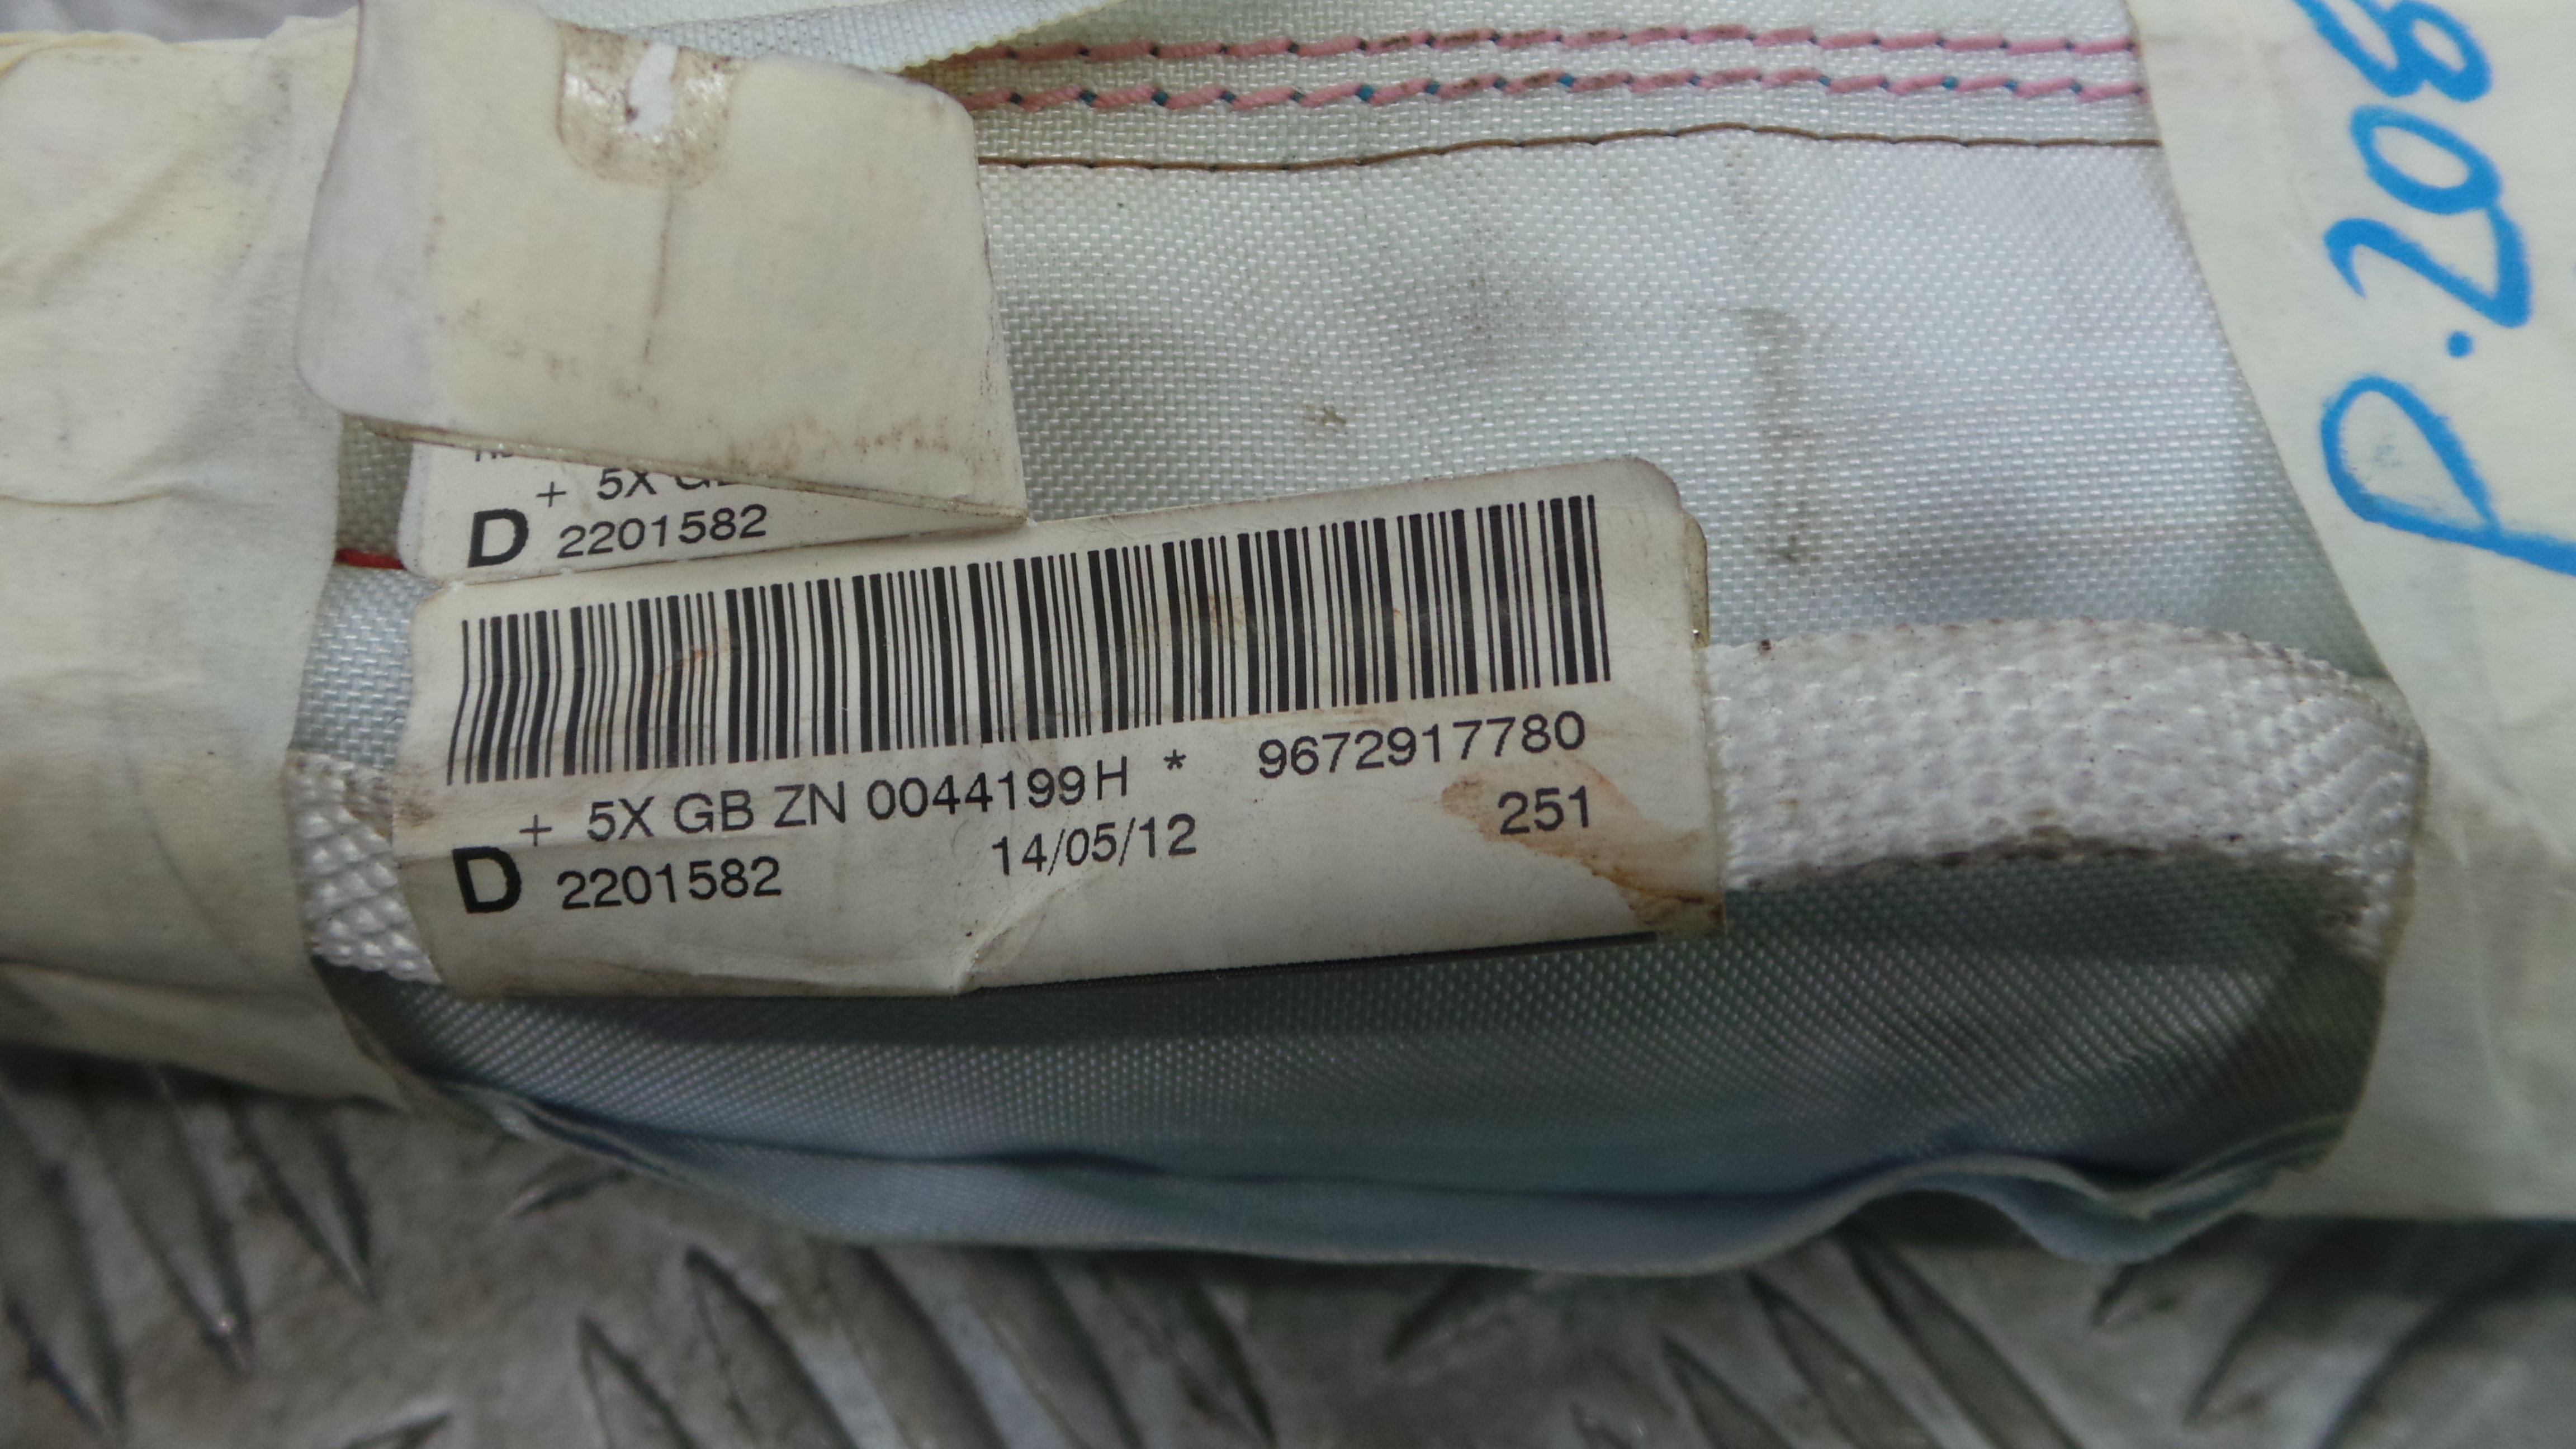 + 5X
D 2201582
+ 5X GB ZN 0044199H * 9672917780
D 2201582 14/05/12 251
P.208